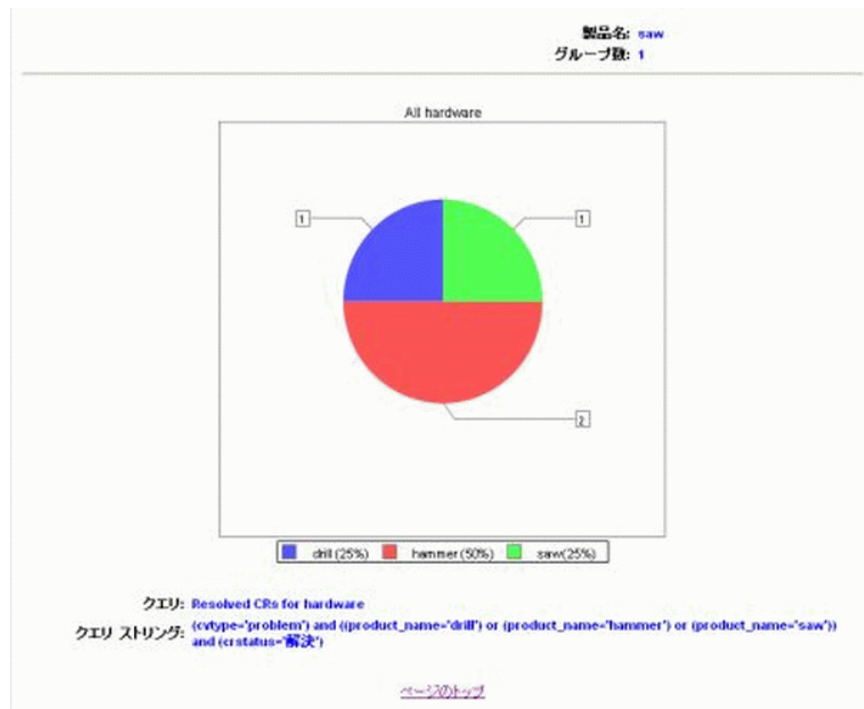 製品名: saw
グループ数: 1
All hardware
1
1
2
drill (25%) hammer (50%) saw(25%)
クエリ: Resolved CRs for hardware
クエリ ストリング: (cvtype='problem') and ((product_name='drill') or (product_name='hammer') or (product_name='saw'))
and (crstatus='解決')
ページのトップ